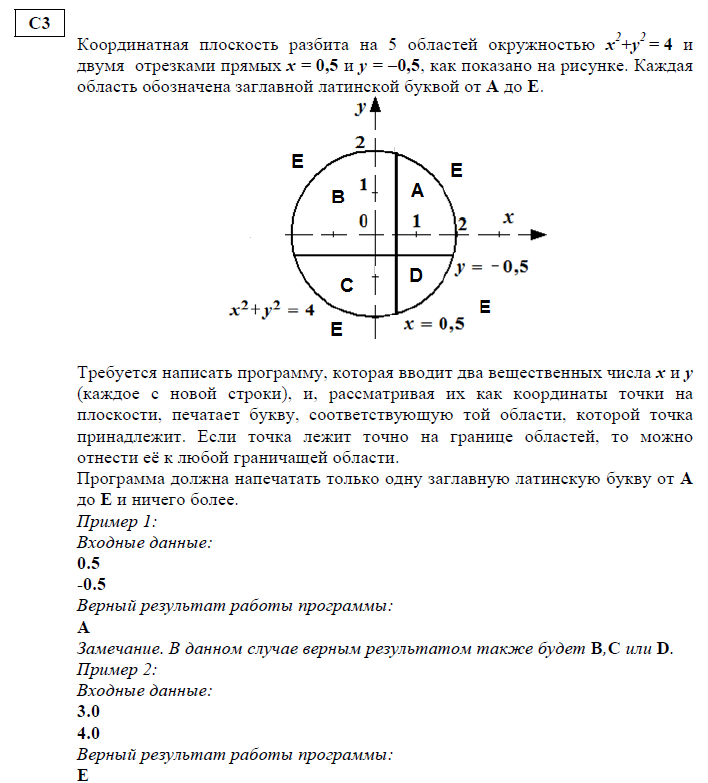 С3
Координатная плоскость разбита на 5 областей окружностью x²+y² = 4 и
двумя отрезками прямых x = 0,5 и y = –0,5, как показано на рисунке. Каждая
область обозначена заглавной латинской буквой от A до E.
y
2
E
E
B
1
A
0
1
2
x
C
D
y = - 0,5
x² + y² = 4
E
x = 0,5
E
Требуется написать программу, которая вводит два вещественных числа x и y
(каждое с новой строки), и, рассматривая их как координаты точки на
плоскости, печатает букву, соответствующую той области, которой точка
принадлежит. Если точка лежит точно на границе областей, то можно
отнести её к любой граничащей области.
Программа должна напечатать только одну заглавную латинскую букву от A
до E и ничего более.
Пример 1:
Входные данные:
0.5
-0.5
Верный результат работы программы:
A
Замечание. В данном случае верным результатом также будет B,C или D.
Пример 2:
Входные данные:
3.0
4.0
Верный результат работы программы:
E